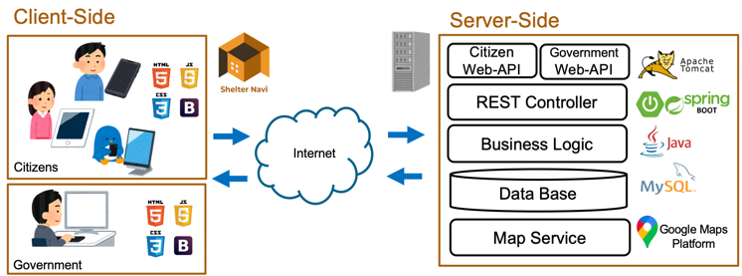 Client-Side
Server-Side
HTML
5
JS
5
CSS
3
B
Citizens
Shelter Navi
Internet
HTML
5
JS
5
CSS
3
B
Government
Citizen
Web-API
Government
Web-API
APACHE
TOMCAT
REST Controller
spring
BOOT
Business Logic
Java
Data Base
MySQL
Map Service
Google Maps
Platform